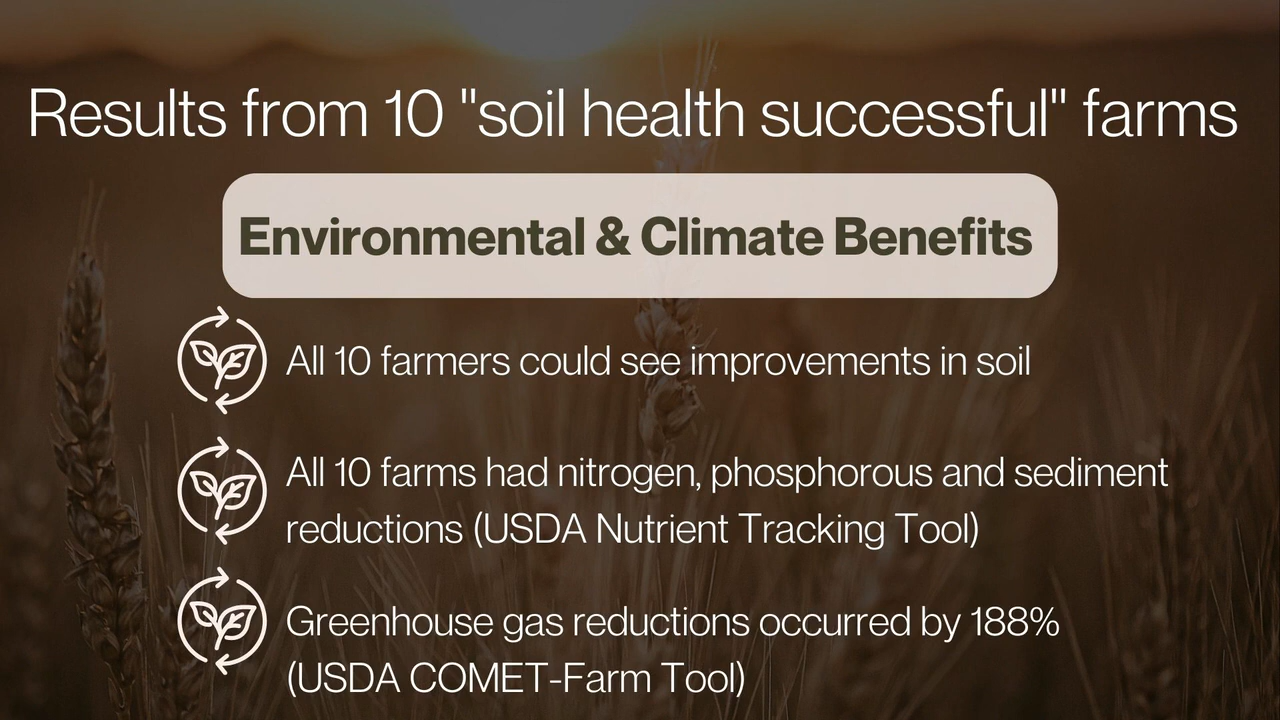 Results from 10 "soil health successful" farms
Environmental & Climate Benefits
All 10 farmers could see improvements in soil
All 10 farms had nitrogen, phosphorous and sediment
reductions (USDA Nutrient Tracking Tool)
Greenhouse gas reductions occurred by 188%
(USDA COMET-Farm Tool)